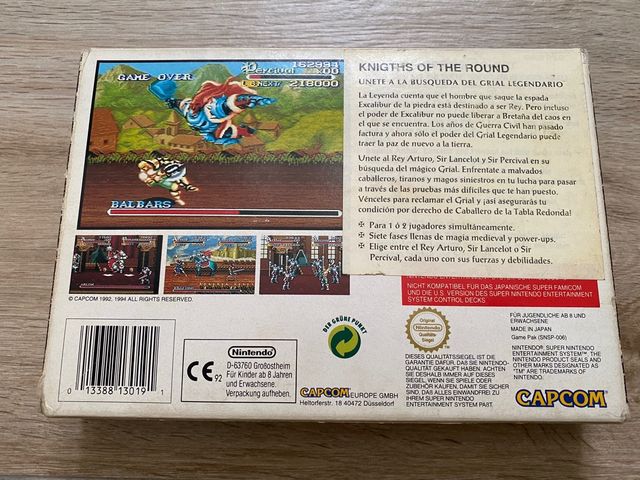 162994
Percival x00
GAME OVER
NEXT/ 218000
BALBARS
© CAPCOM 1992, 1994 ALL RIGHTS RESERVED.
KNIGTHS OF THE ROUND
UNETE A LA BUSQUEDA DEL GRIAL LEGENDARIO
La Leyenda cuenta que el hombre que saque la espada
Excalibur de la piedra está destinado a ser Rey. Pero incluso
el poder de Excalibur no puede liberar a Bretaña del caos en
el que se encuentra. Los años de Guerra Civil han pasado
factura y ahora sólo el poder del Grial Legendario puede
traer la paz de nuevo a la tierra.
Unete al Rey Arturo, Sir Lancelot y Sir Percival en su
búsqueda del mágico Grial. Enfrentate a malvados
caballeros, tiranos y magos siniestros en tu lucha para pasar
a través de las pruebas más difíciles que te han puesto.
Vénceles para reclamar el Grial y ¡así asegurarás tu
condición por derecho de Caballero de la Tabla Redonda!
Para 1 ó 2 jugadores simultáneamente.
Siete fases llenas de magia medieval y power-ups.
Elige entre el Rey Arturo, Sir Lancelot o Sir
Percival, cada uno con sus fuerzas y debilidades.
NICHT KOMPATIBEL FÜR DAS JAPANISCHE SUPER FAMICOM
UND DIE U.S. VERSION DES SUPER NINTENDO ENTERTAINMENT
SYSTEM CONTROL DECKS
0 13388 13019 1
CE 92
Nintendo
D-63760 Großostheim
Für Kinder ab 8 Jahren
und Erwachsene.
Verpackung aufheben.
DER GRÜNE PUNKT
CAPCOM EUROPE GMBH
Heltorferstr. 18 40472 Düsseldorf
Original
Nintendo
Qualitäts-
Siegel
DIESES QUALITÄTSSIEGEL IST DIE
GARANTIE DAFÜR, DAß SIE NINTENDO-
QUALITÄT GEKAUFT HABEN. ACHTEN
SIE DESHALB IMMER AUF DIESES
SIEGEL, WENN SIE SPIELE ODER
ZUBEHÖR KAUFEN, DAMIT SIE SICHER
SIND, DAß ALLES EINWANDFREI ZU
IHREM SUPER NINTENDO
ENTERTAINMENT SYSTEM PAßT.
FÜR JUGENDLICHE AB 8 UND
ERWACHSENE
MADE IN JAPAN
Game Pak (SNSP-006)
NINTENDO®, SUPER NINTENDO
ENTERTAINMENT SYSTEM™, THE
NINTENDO PRODUCT SEALS AND
OTHER MARKS DESIGNATED AS
"TM" ARE TRADEMARKS OF
NINTENDO.
CAPCOM